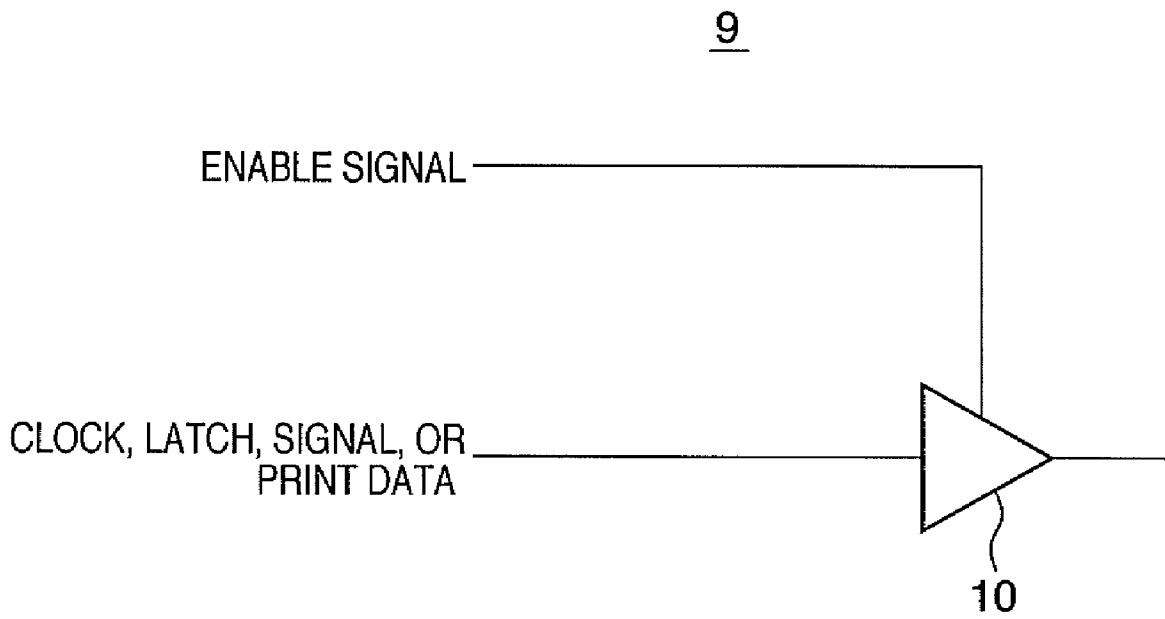 9
ENABLE SIGNAL
CLOCK, LATCH, SIGNAL, OR
PRINT DATA
10